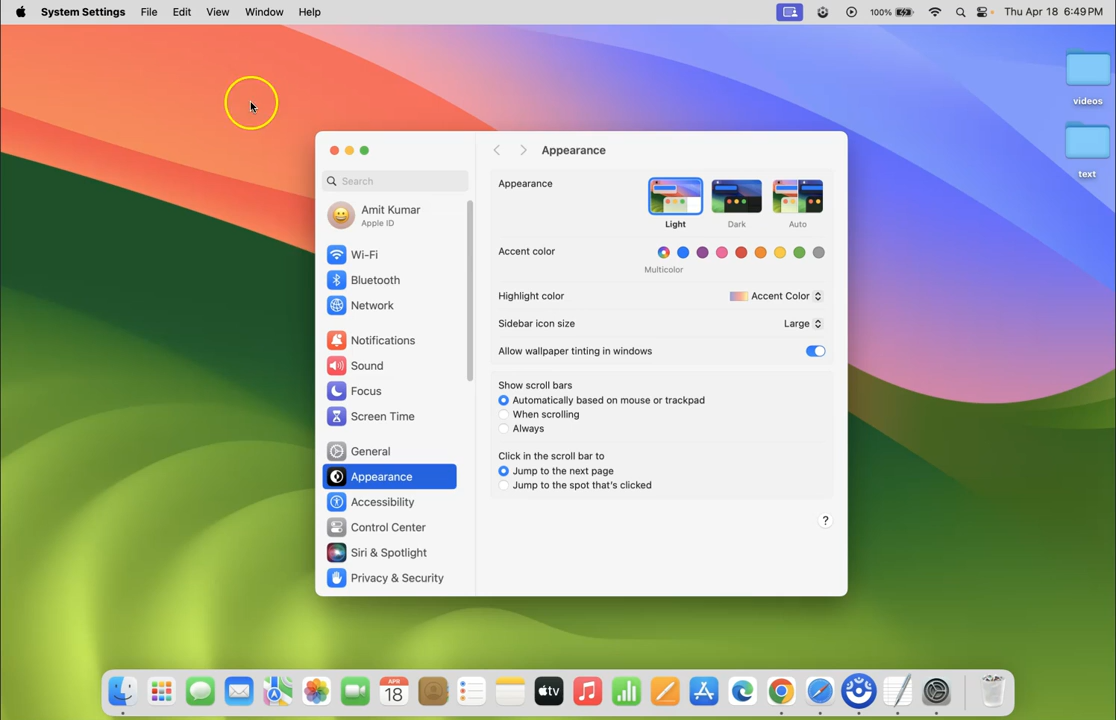 System Settings File Edit View Window Help 100% Thu Apr 18 6:49 PM
videos
text
Search
Amit Kumar
Apple ID
Wi-Fi
Bluetooth
Network
Notifications
Sound
Focus
Screen Time
General
Appearance
Accessibility
Control Center
Siri & Spotlight
Privacy & Security
Appearance
Appearance
Light Dark Auto
Accent color
Multicolor
Highlight color Accent Color
Sidebar icon size Large
Allow wallpaper tinting in windows
Show scroll bars
Automatically based on mouse or trackpad
When scrolling
Always
Click in the scroll bar to
Jump to the next page
Jump to the spot that's clicked
?
APR
18
tv